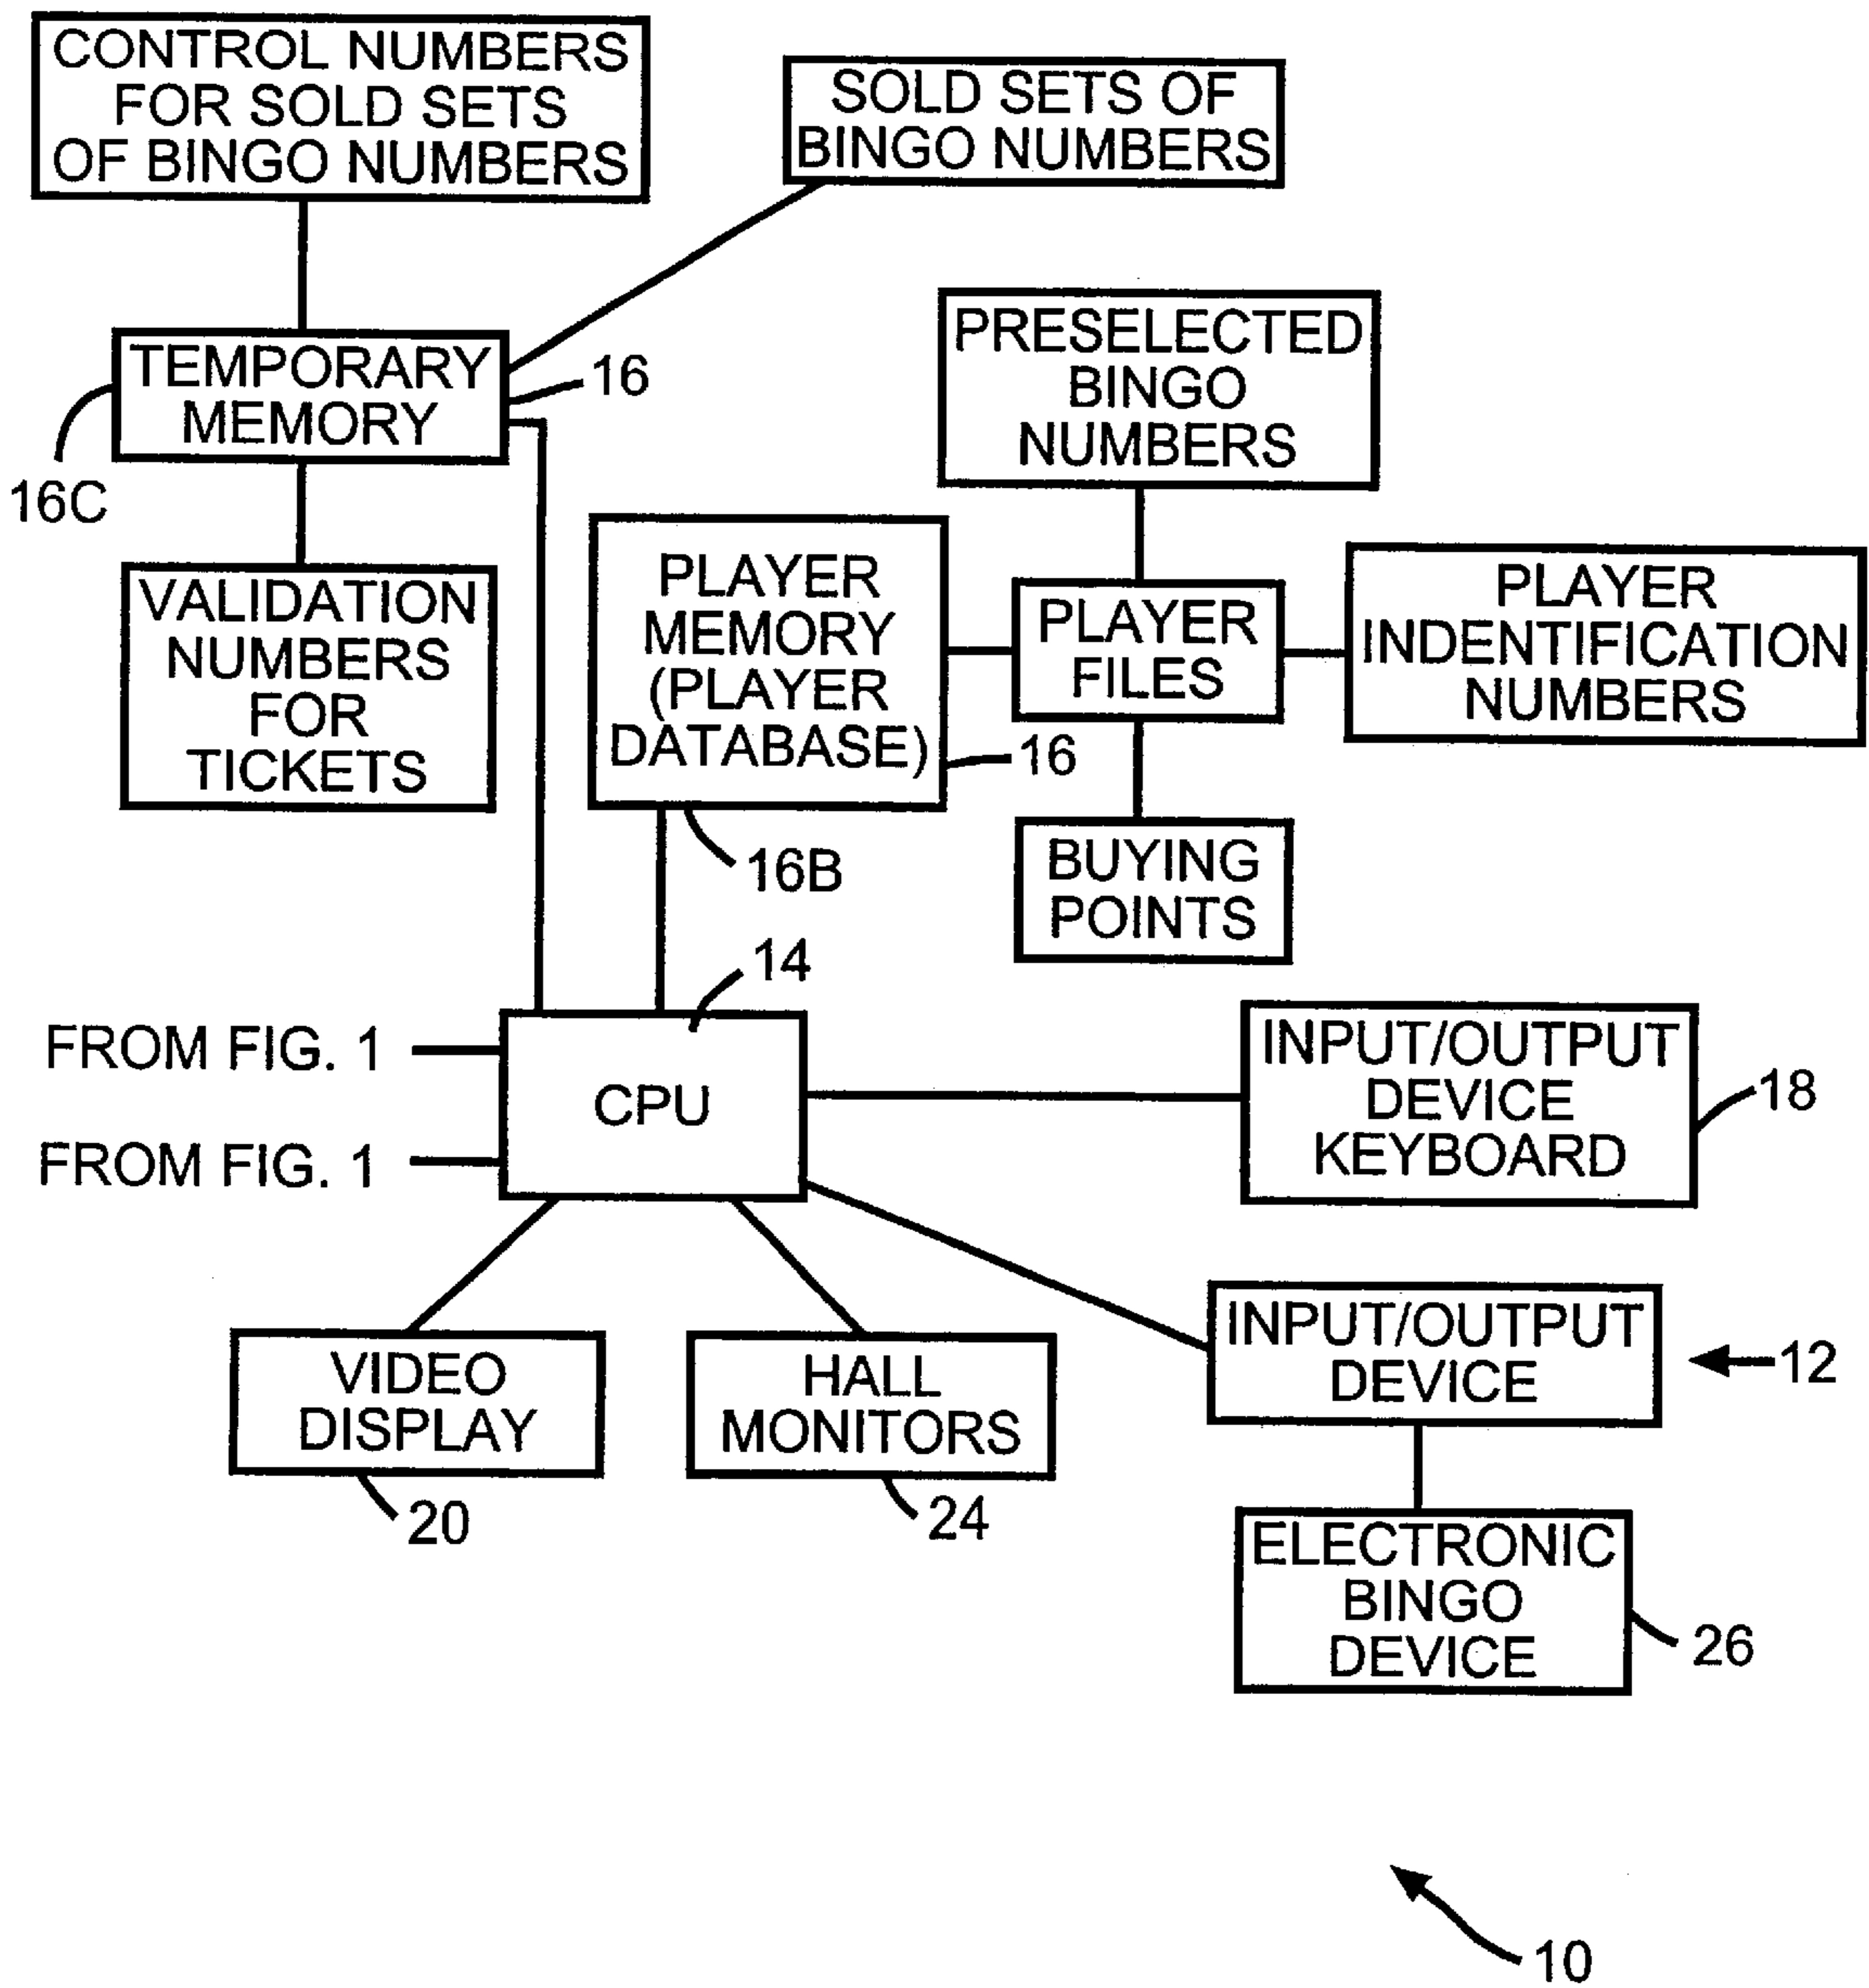 CONTROL NUMBERS
FOR SOLD SETS
OF BINGO NUMBERS
SOLD SETS OF
BINGO NUMBERS
TEMPORARY
MEMORY
16
16C
PRESELECTED
BINGO
NUMBERS
VALIDATION
NUMBERS
FOR
TICKETS
PLAYER
MEMORY
(PLAYER
DATABASE)
16
16B
PLAYER
FILES
PLAYER
INDENTIFICATION
NUMBERS
BUYING
POINTS
14
FROM FIG. 1
FROM FIG. 1
CPU
INPUT/OUTPUT
DEVICE
KEYBOARD
18
INPUT/OUTPUT
DEVICE
12
VIDEO
DISPLAY
20
HALL
MONITORS
24
ELECTRONIC
BINGO
DEVICE
26
10